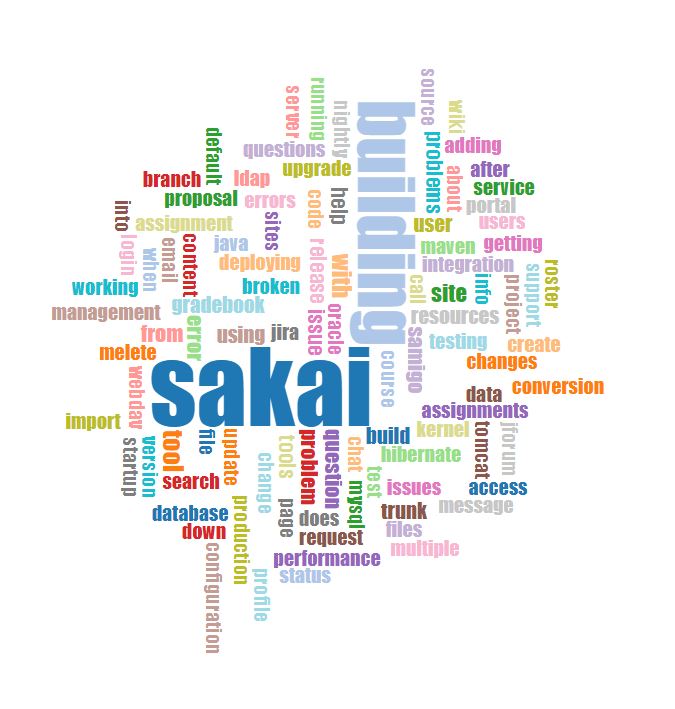 source
wiki
server
running
nightly
building
default
questions
problems
adding
upgrade
branch
ldap
about
after
service
proposal
errors
code
help
portal
into
assignment
sites
user
users
login
when
email
content
java
release
with
maven
getting
deploying
integration
working
broken
call
site
info
project
support
roster
management
gradebook
issue
oracle
resources
from
error
using
jira
samigo
testing
create
melete
sakai
course
changes
webdav
data
conversion
import
assignments
startup
version
tool
file
update
tools
problem
question
chat
build
kernel
tomcat
jforum
search
change
test
hibernate
mysql
issues
access
database
production
page
does
trunk
message
down
request
files
configuration
performance
multiple
profile
status